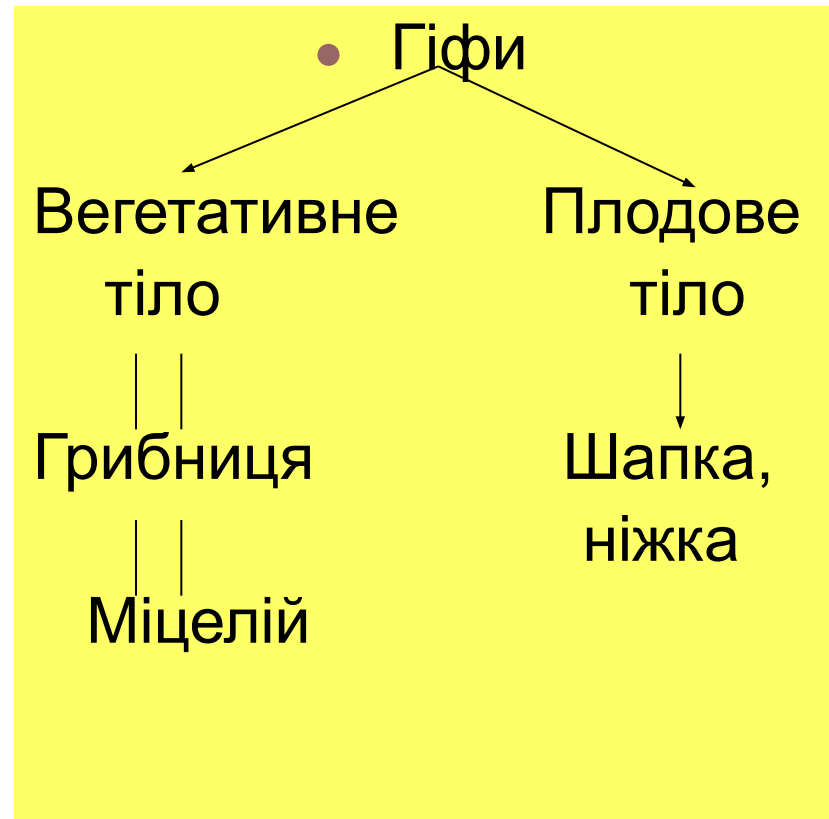 Гіфи
Вегетативне
тіло
Плодове
тіло
Грибниця
Шапка,
ніжка
Міцелій